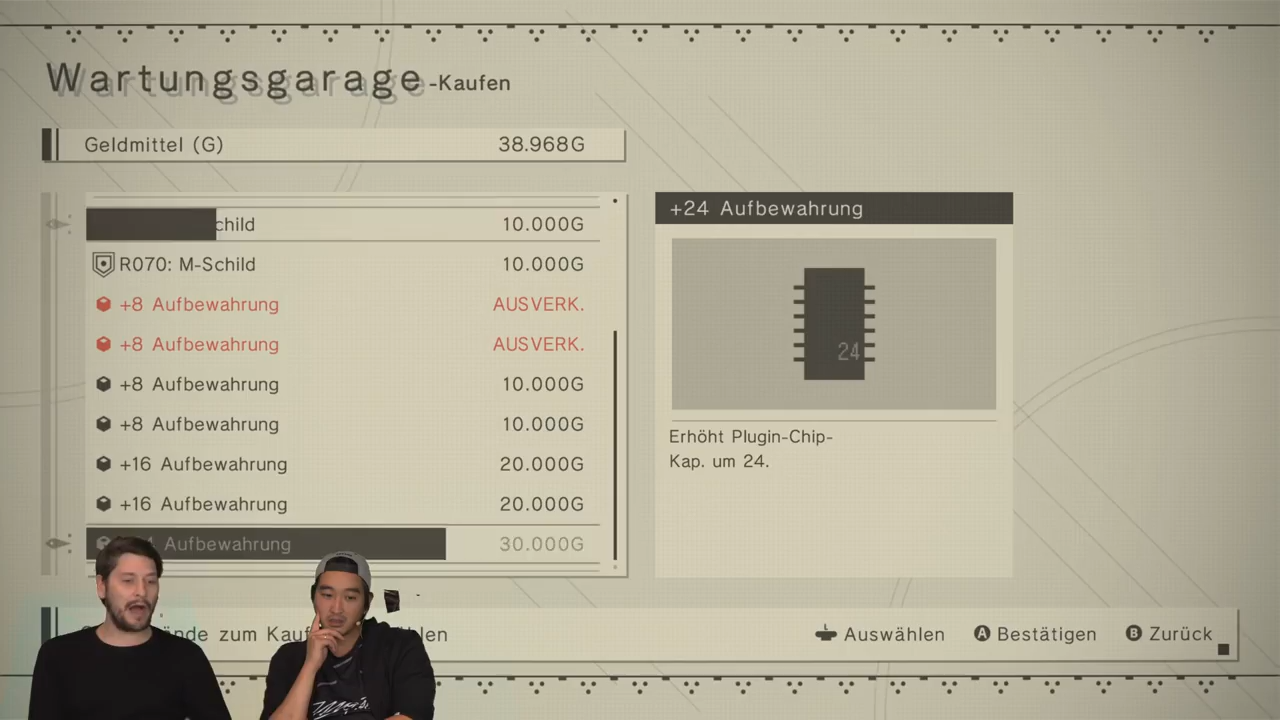 Wartungsgarage -Kaufen
Geldmittel (G) 38.968G
child 10.000G
R070: M-Schild 10.000G
+8 Aufbewahrung AUSVERK.
+8 Aufbewahrung AUSVERK.
+8 Aufbewahrung 10.000G
+8 Aufbewahrung 10.000G
+16 Aufbewahrung 20.000G
+16 Aufbewahrung 20.000G
Aufbewahrung 30.000G
+24 Aufbewahrung
24
Erhöht Plugin-Chip-
Kap. um 24.
zum
Auswählen A Bestätigen B Zurück